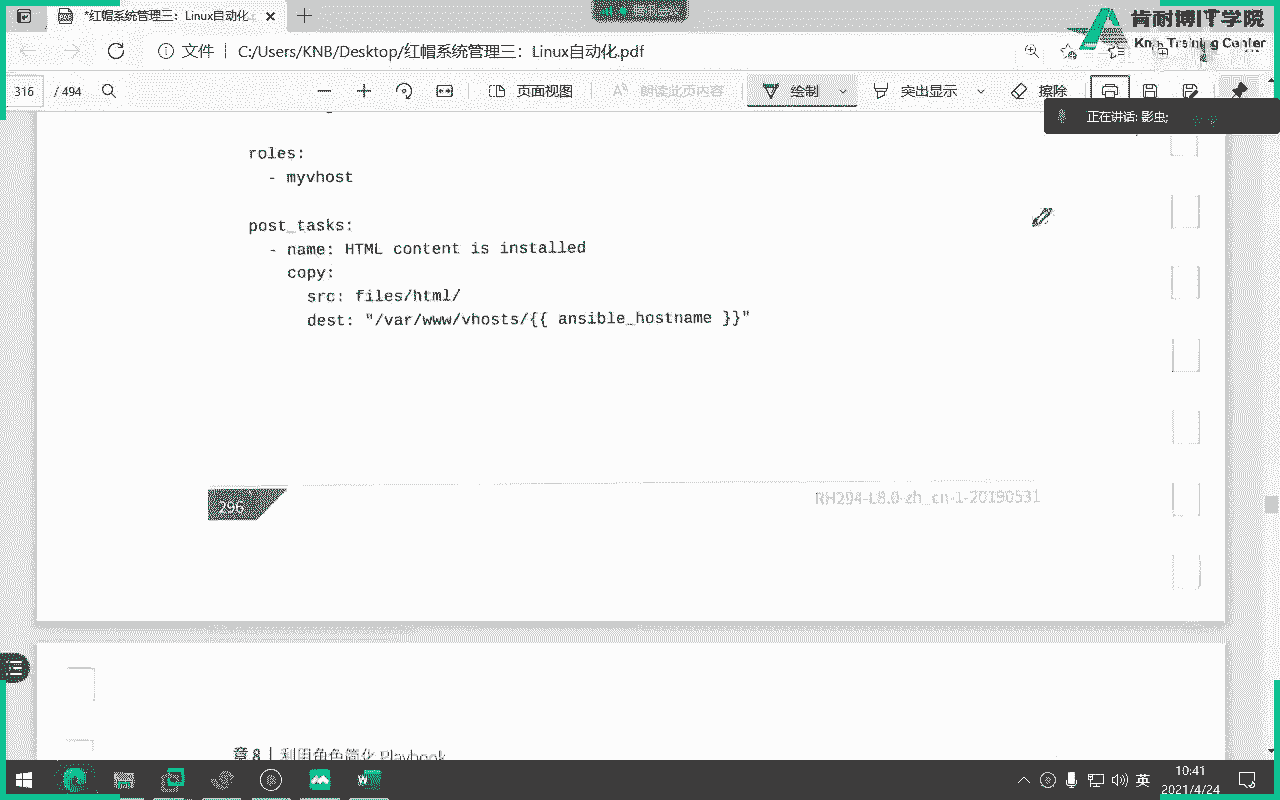 *红帽系统管理三：Linux自动化
肯耐博IT学院
KnB Training Center
文件 | C:/Users/KNB/Desktop/红帽系统管理三：Linux自动化.pdf
316 / 494 页面视图 朗读此页内容 绘制 突出显示 擦除
正在讲话: 影虫;
roles:
- myvhost
post_tasks:
- name: HTML content is installed
copy:
src: files/html/
dest: "/var/www/vhosts/{{ ansible_hostname }}"
296
RH294-L8.0-zh_cn-1-20190531
章 8 | 利用角色简化 Playbook
英
10:41
2021/4/24